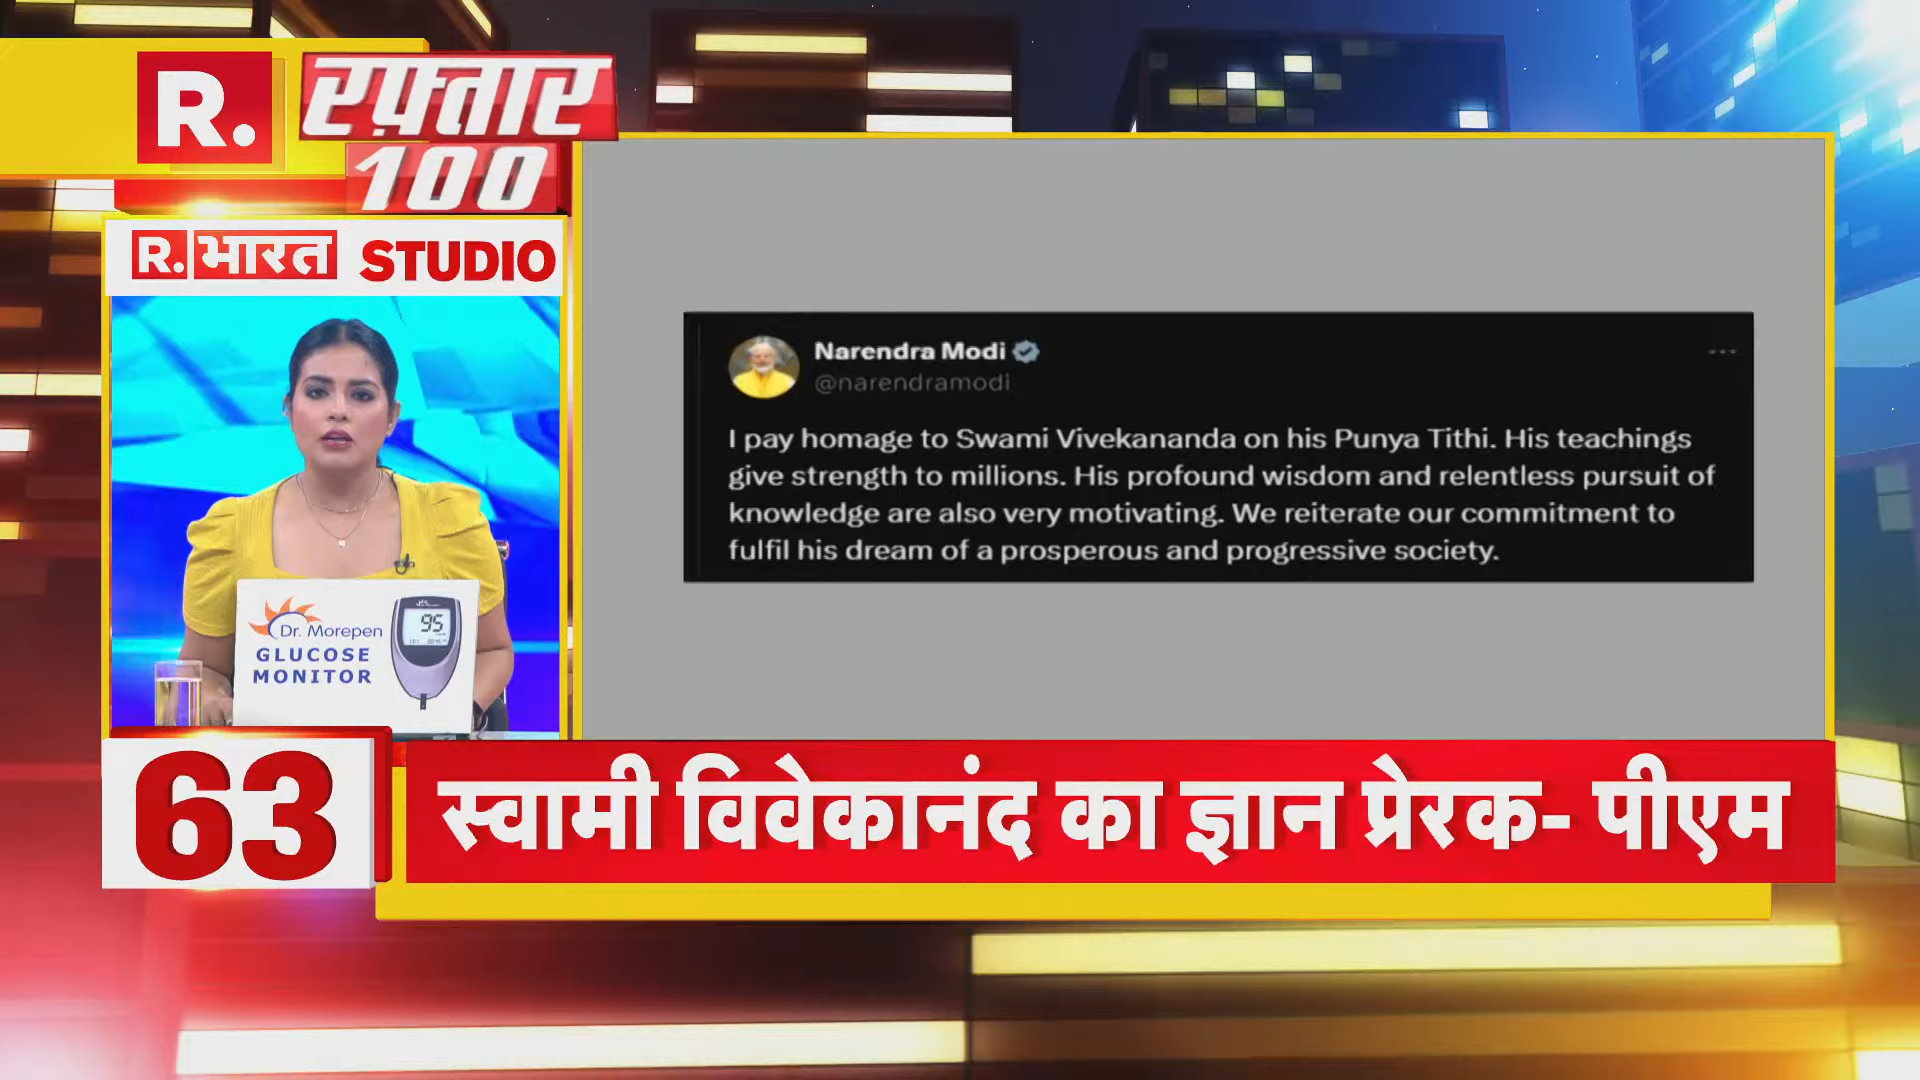 R.
रफ़्तार
100
R. भारत STUDIO
Narendra Modi
@narendramodi
I pay homage to Swami Vivekananda on his Punya Tithi. His teachings
give strength to millions. His profound wisdom and relentless pursuit of
knowledge are also very motivating. We reiterate our commitment to
fulfil his dream of a prosperous and progressive society.
Dr. Morepen
GLUCOSE
MONITOR
95
63
स्वामी विवेकानंद का ज्ञान प्रेरक- पीएम